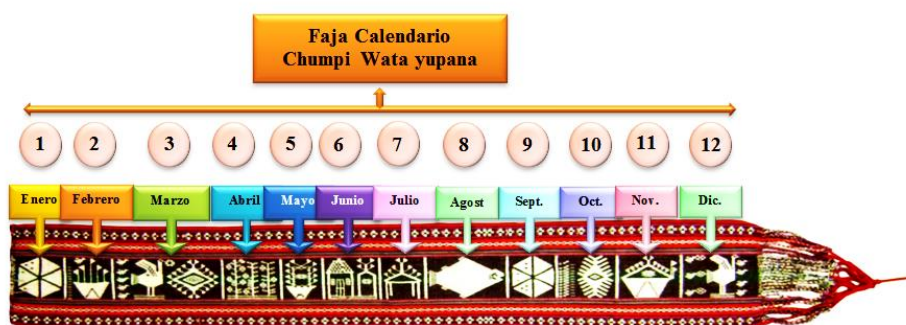 Faja Calendario
Chumpi Wata yupana
1 2 3 4 5 6 7 8 9 10 11 12
Enero Febrero Marzo Abril Mayo Junio Julio Agost Sept. Oct. Nov. Dic.